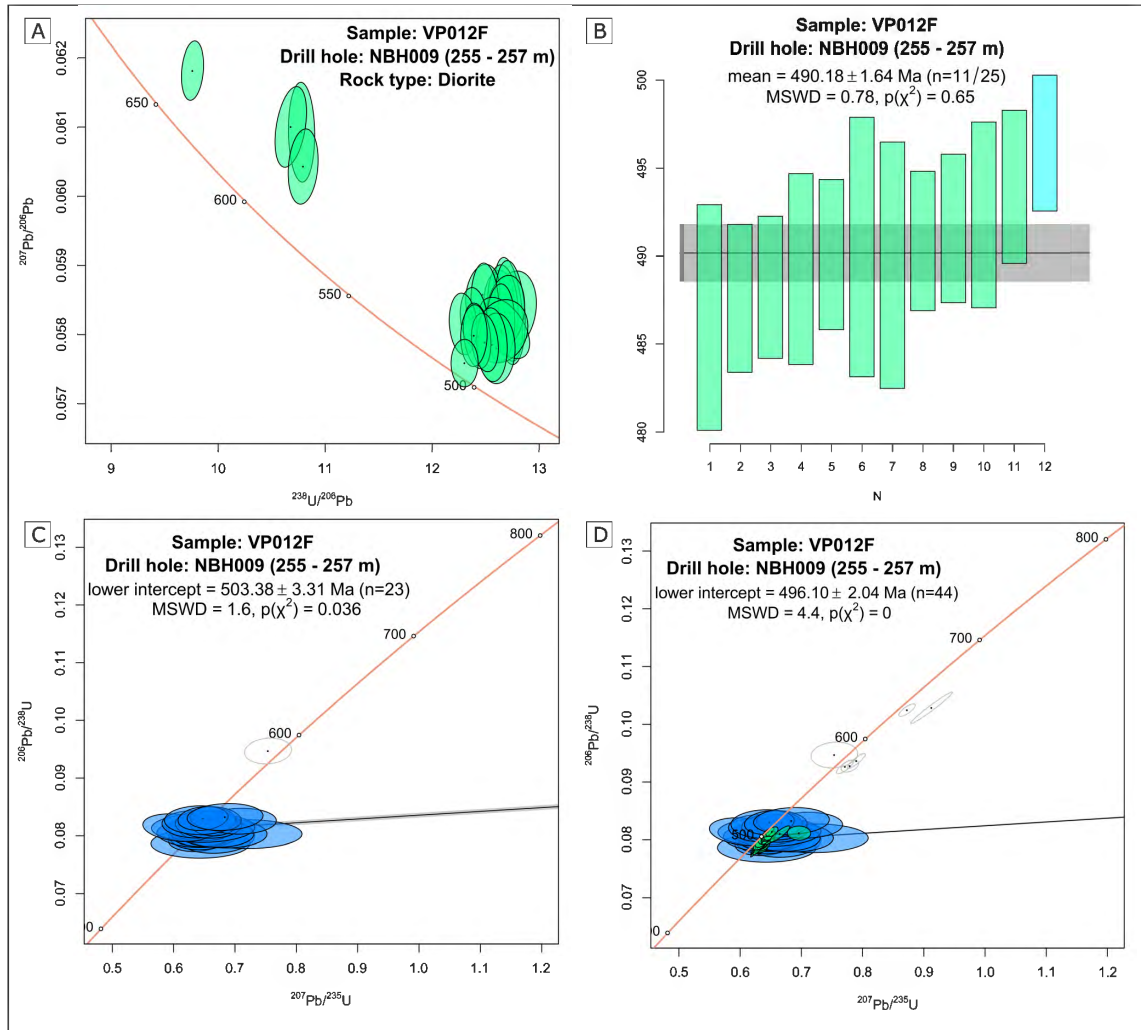 A
Sample: VP012F
Drill hole: NBH009 (255 - 257 m)
Rock type: Diorite
0.062
0.061
0.060
0.059
0.058
0.057
²⁰⁷Pb/²⁰⁶Pb
650
600
550
500
9 10 11 12 13
²³⁸U/²⁰⁶Pb
B
Sample: VP012F
Drill hole: NBH009 (255 - 257 m)
mean = 490.18 ± 1.64 Ma (n=11/25)
MSWD = 0.78, p(χ²) = 0.65
500
495
490
485
480
1 2 3 4 5 6 7 8 9 10 11 12
N
C
Sample: VP012F
Drill hole: NBH009 (255 - 257 m)
lower intercept = 503.38 ± 3.31 Ma (n=23)
MSWD = 1.6, p(χ²) = 0.036
0.13
0.12
0.11
0.10
0.09
0.08
0.07
²⁰⁶Pb/²³⁸U
800
700
600
00
0.5 0.6 0.7 0.8 0.9 1.0 1.1 1.2
²⁰⁷Pb/²³⁵U
D
Sample: VP012F
Drill hole: NBH009 (255 - 257 m)
lower intercept = 496.10 ± 2.04 Ma (n=44)
MSWD = 4.4, p(χ²) = 0
0.13
0.12
0.11
0.10
0.09
0.08
0.07
²⁰⁶Pb/²³⁸U
800
700
600
500
00
0.5 0.6 0.7 0.8 0.9 1.0 1.1 1.2
²⁰⁷Pb/²³⁵U